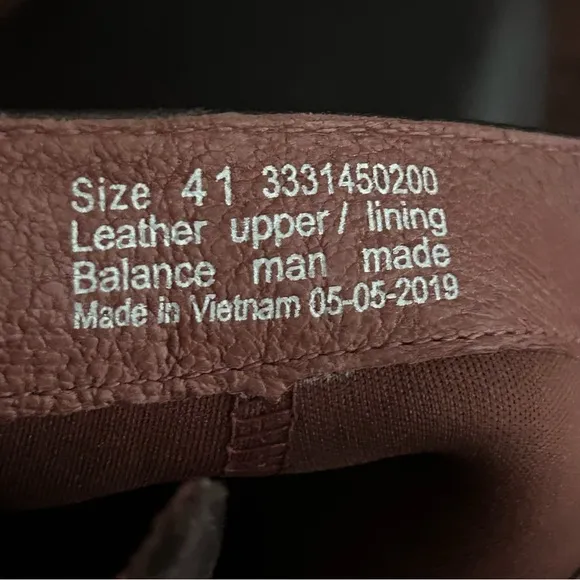 Size 41 3331450200
Leather upper/ lining
Balance man made
Made in Vietnam 05-05-2019